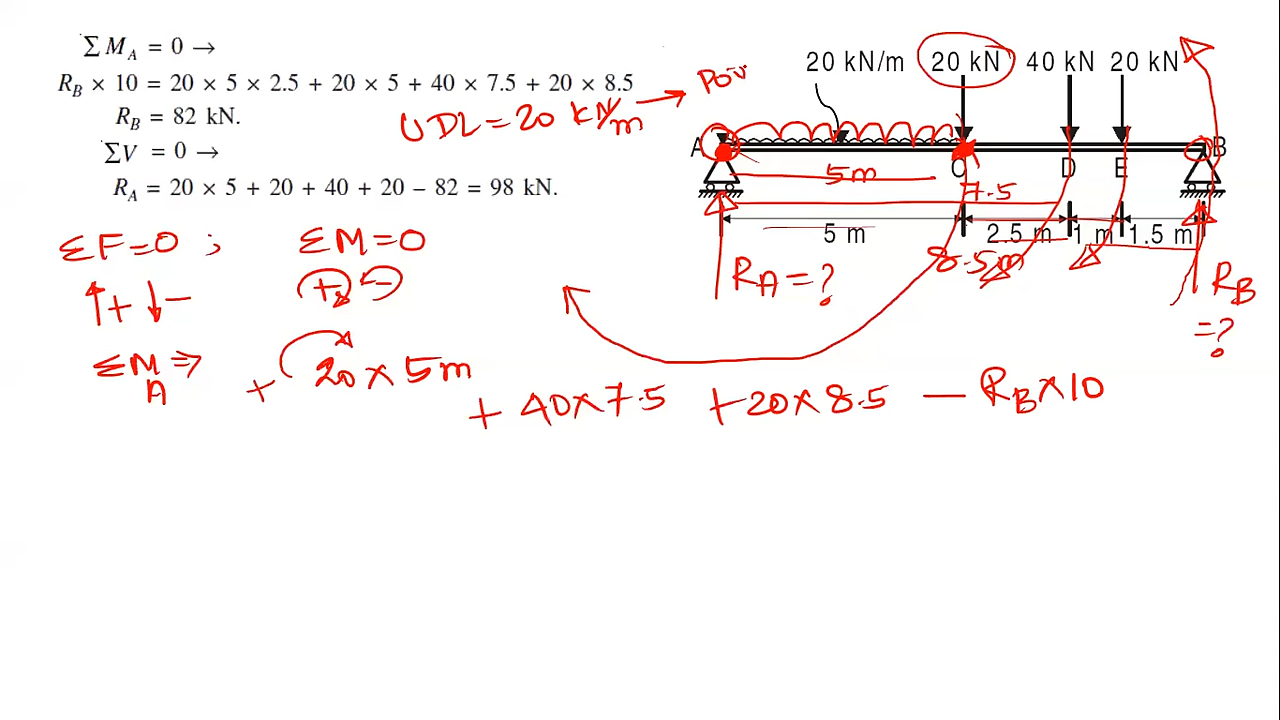 ΣM_A = 0 →
R_B × 10 = 20 × 5 × 2.5 + 20 × 5 + 40 × 7.5 + 20 × 8.5
R_B = 82 kN.
ΣV = 0 →
R_A = 20 × 5 + 20 + 40 + 20 – 82 = 98 kN.
UDL = 20 kN/m →
20 kN/m 20 kN 40 kN 20 kN
A B
C D E
5m
7.5
5 m 2.5 m 1 m 1.5 m
8.5m
R_A = ?
R_B = ?
ΣF = 0 ; ΣM = 0
↑+ ↓–
ΣM_A ⇒ + 20 × 5m
+ 40×7.5 + 20×8.5 – R_B×10